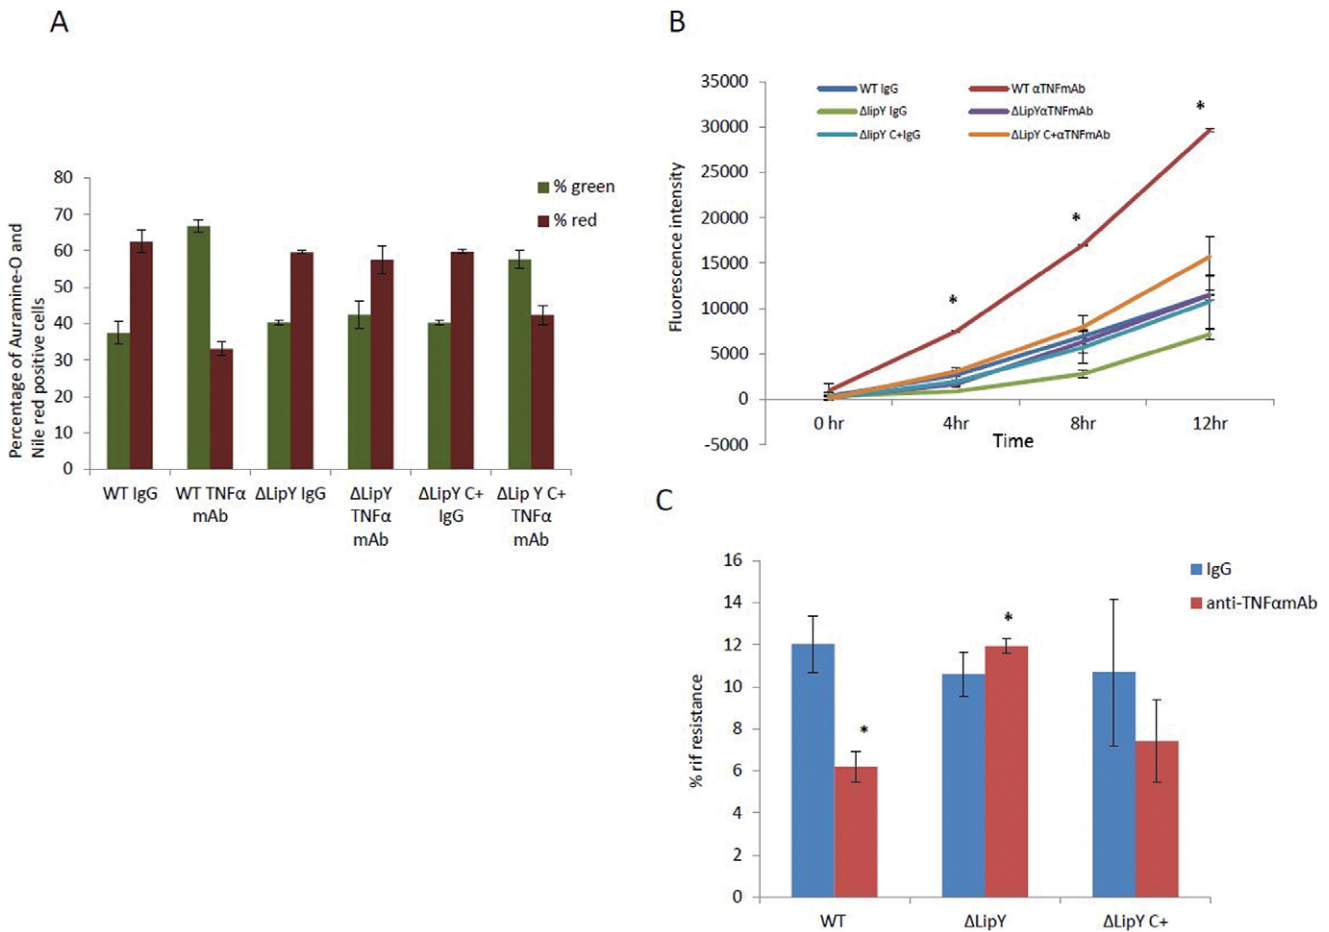 A
Percentage of Auramine-O and
Nile red positive cells
80
70
60
50
40
30
20
10
0
% green
% red
WT IgG
WT TNFα
mAb
ΔLipY IgG
ΔLipY
TNFα
mAb
ΔLipY C+
IgG
ΔLip Y C+
TNFα
mAb
B
Fluorescence intensity
35000
30000
25000
20000
15000
10000
5000
0
-5000
WT IgG
WT αTNFmAb
ΔlipY IgG
ΔLipYαTNFmAb
ΔlipY C+IgG
ΔLipY C+αTNFmAb
*
*
*
0 hr
4hr
8hr
12hr
Time
C
% rif resistance
16
14
12
10
8
6
4
2
0
IgG
anti-TNFαmAb
*
*
WT
ΔLipY
ΔLipY C+